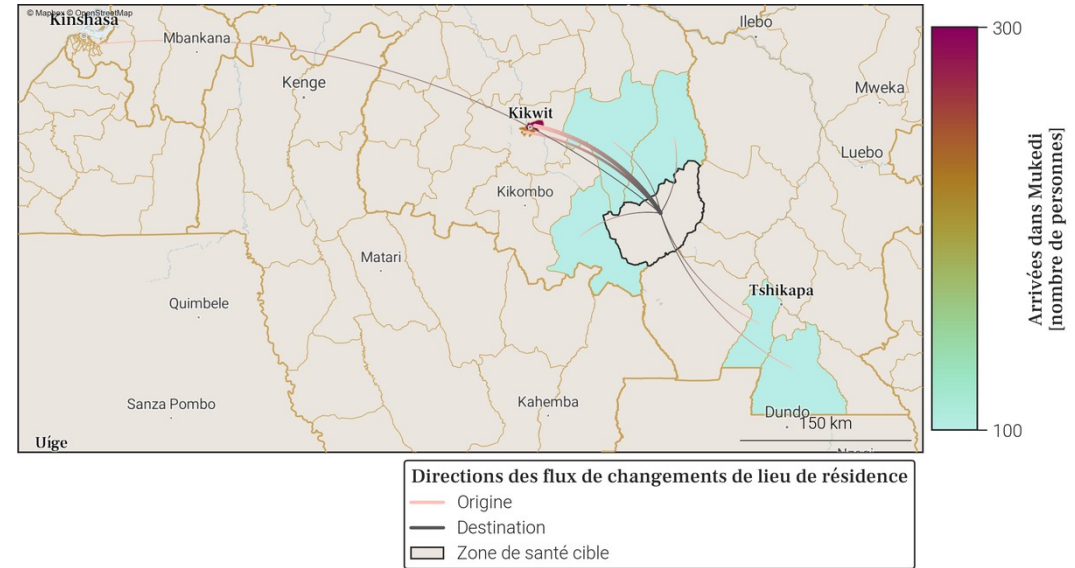 © Mapbox © OpenStreetMap
Kinshasa
Mbankana
Ilebo
Kenge
Mweka
Kikwit
Luebo
Kikombo
Matari
Quimbele
Tshikapa
Sanza Pombo
Kahemba
Dundo
150 km
Uíge
300
100
Arrivées dans Mukedi
[nombre de personnes]
Directions des flux de changements de lieu de résidence
Origine
Destination
Zone de santé cible